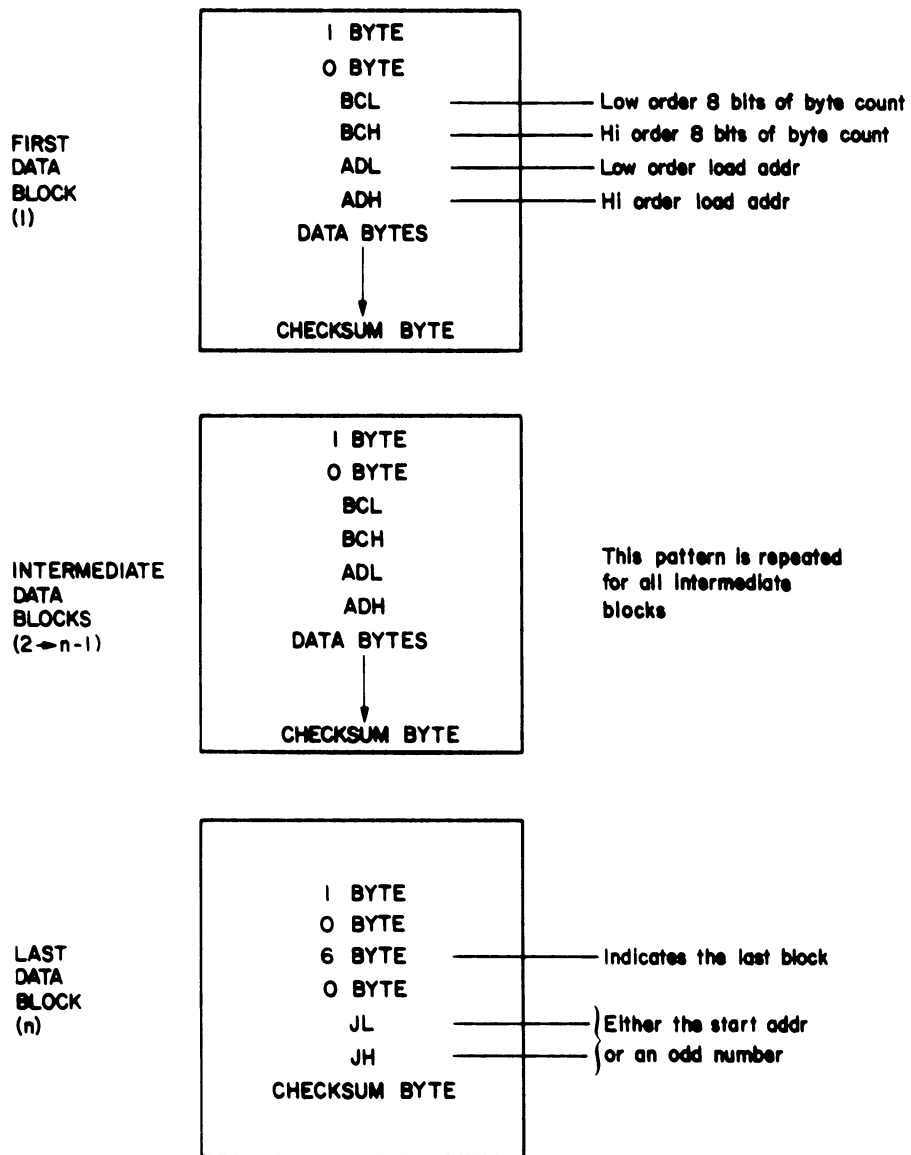 FIRST
DATA
BLOCK
(1)
1 BYTE
0 BYTE
BCL
Low order 8 bits of byte count
BCH
Hi order 8 bits of byte count
ADL
Low order load addr
ADH
Hi order load addr
DATA BYTES
CHECKSUM BYTE
INTERMEDIATE
DATA
BLOCKS
(2→n-1)
1 BYTE
0 BYTE
BCL
BCH
ADL
ADH
DATA BYTES
CHECKSUM BYTE
This pattern is repeated
for all intermediate
blocks
LAST
DATA
BLOCK
(n)
1 BYTE
0 BYTE
6 BYTE
Indicates the last block
0 BYTE
JL
JH
Either the start addr
or an odd number
CHECKSUM BYTE